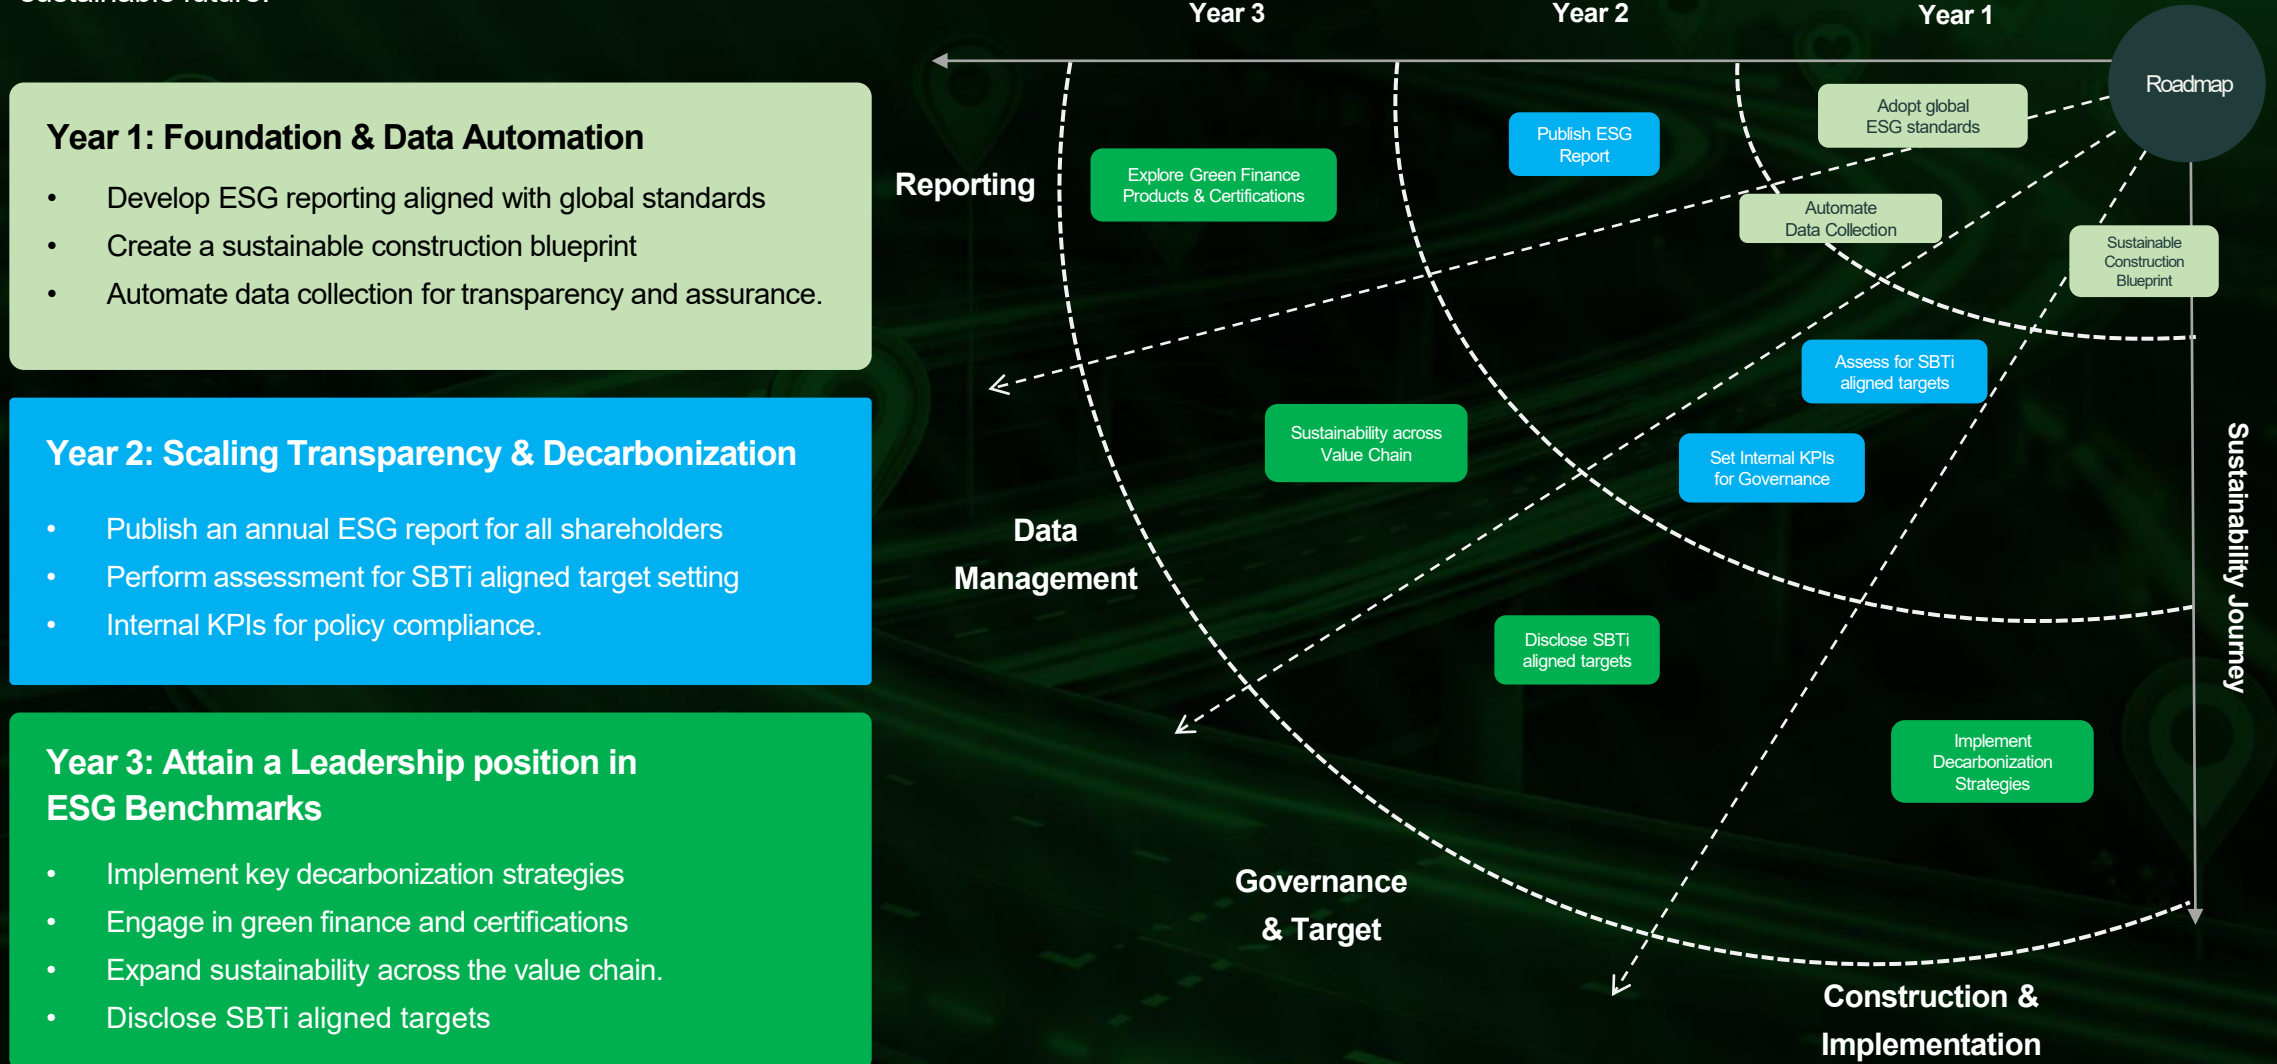 sustainable future.
Year 3
Year 2
Year 1
Roadmap
Year 1: Foundation & Data Automation
• Develop ESG reporting aligned with global standards
• Create a sustainable construction blueprint
• Automate data collection for transparency and assurance.
Year 2: Scaling Transparency & Decarbonization
• Publish an annual ESG report for all shareholders
• Perform assessment for SBTi aligned target setting
• Internal KPIs for policy compliance.
Year 3: Attain a Leadership position in
ESG Benchmarks
• Implement key decarbonization strategies
• Engage in green finance and certifications
• Expand sustainability across the value chain.
• Disclose SBTi aligned targets
Reporting
Explore Green Finance
Products & Certifications
Publish ESG
Report
Adopt global
ESG standards
Automate
Data Collection
Sustainable
Construction
Blueprint
Assess for SBTi
aligned targets
Sustainability across
Value Chain
Set Internal KPIs
for Governance
Data
Management
Disclose SBTi
aligned targets
Implement
Decarbonization
Strategies
Governance
& Target
Construction &
Implementation
Sustainability Journey